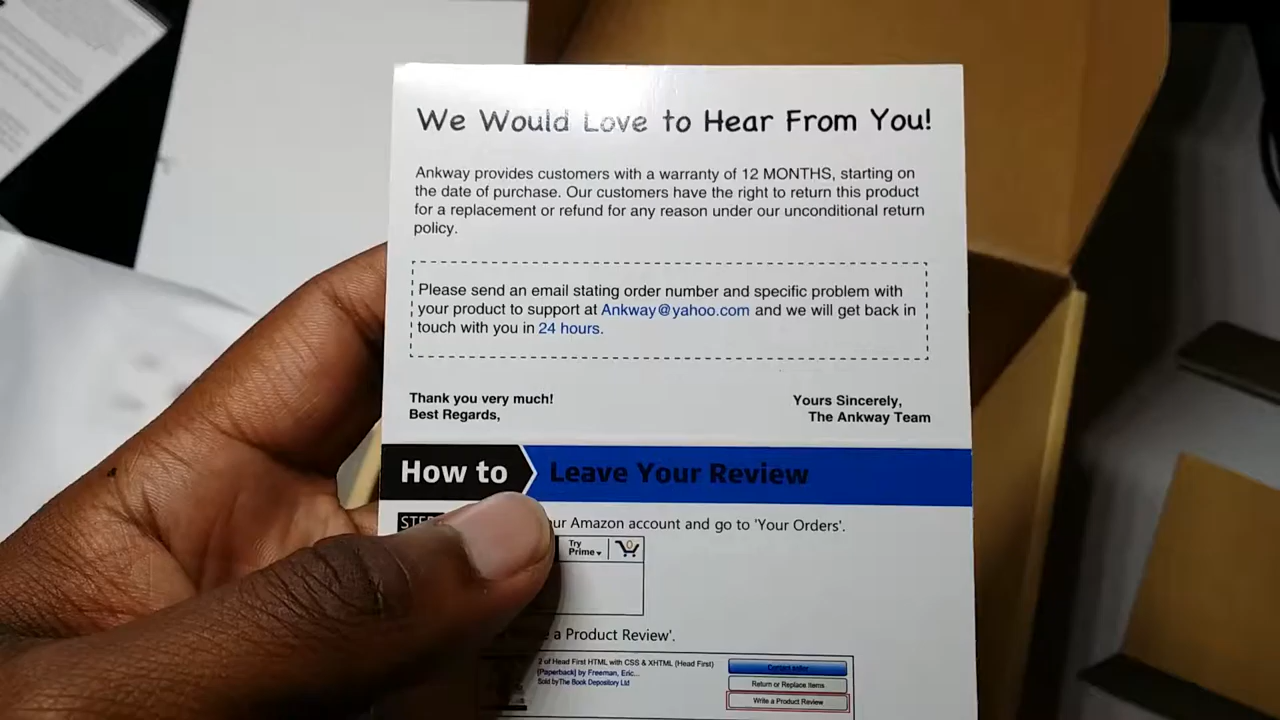 We Would Love to Hear From You!
Ankway provides customers with a warranty of 12 MONTHS, starting on
the date of purchase. Our customers have the right to return this product
for a replacement or refund for any reason under our unconditional return
policy.
Please send an email stating order number and specific problem with
your product to support at Ankway@yahoo.com and we will get back in
touch with you in 24 hours.
Thank you very much!
Best Regards,
Yours Sincerely,
The Ankway Team
How to Leave Your Review
Amazon account and go to 'Your Orders'.
Try
Prime
0
a Product Review'.
2 of Head First HTML with CSS & XHTML (Head First)
[Paperback] by Freeman, Eric...
Sold by The Book Depository Ltd
Contact seller
Return or Replace Items
Write a Product Review